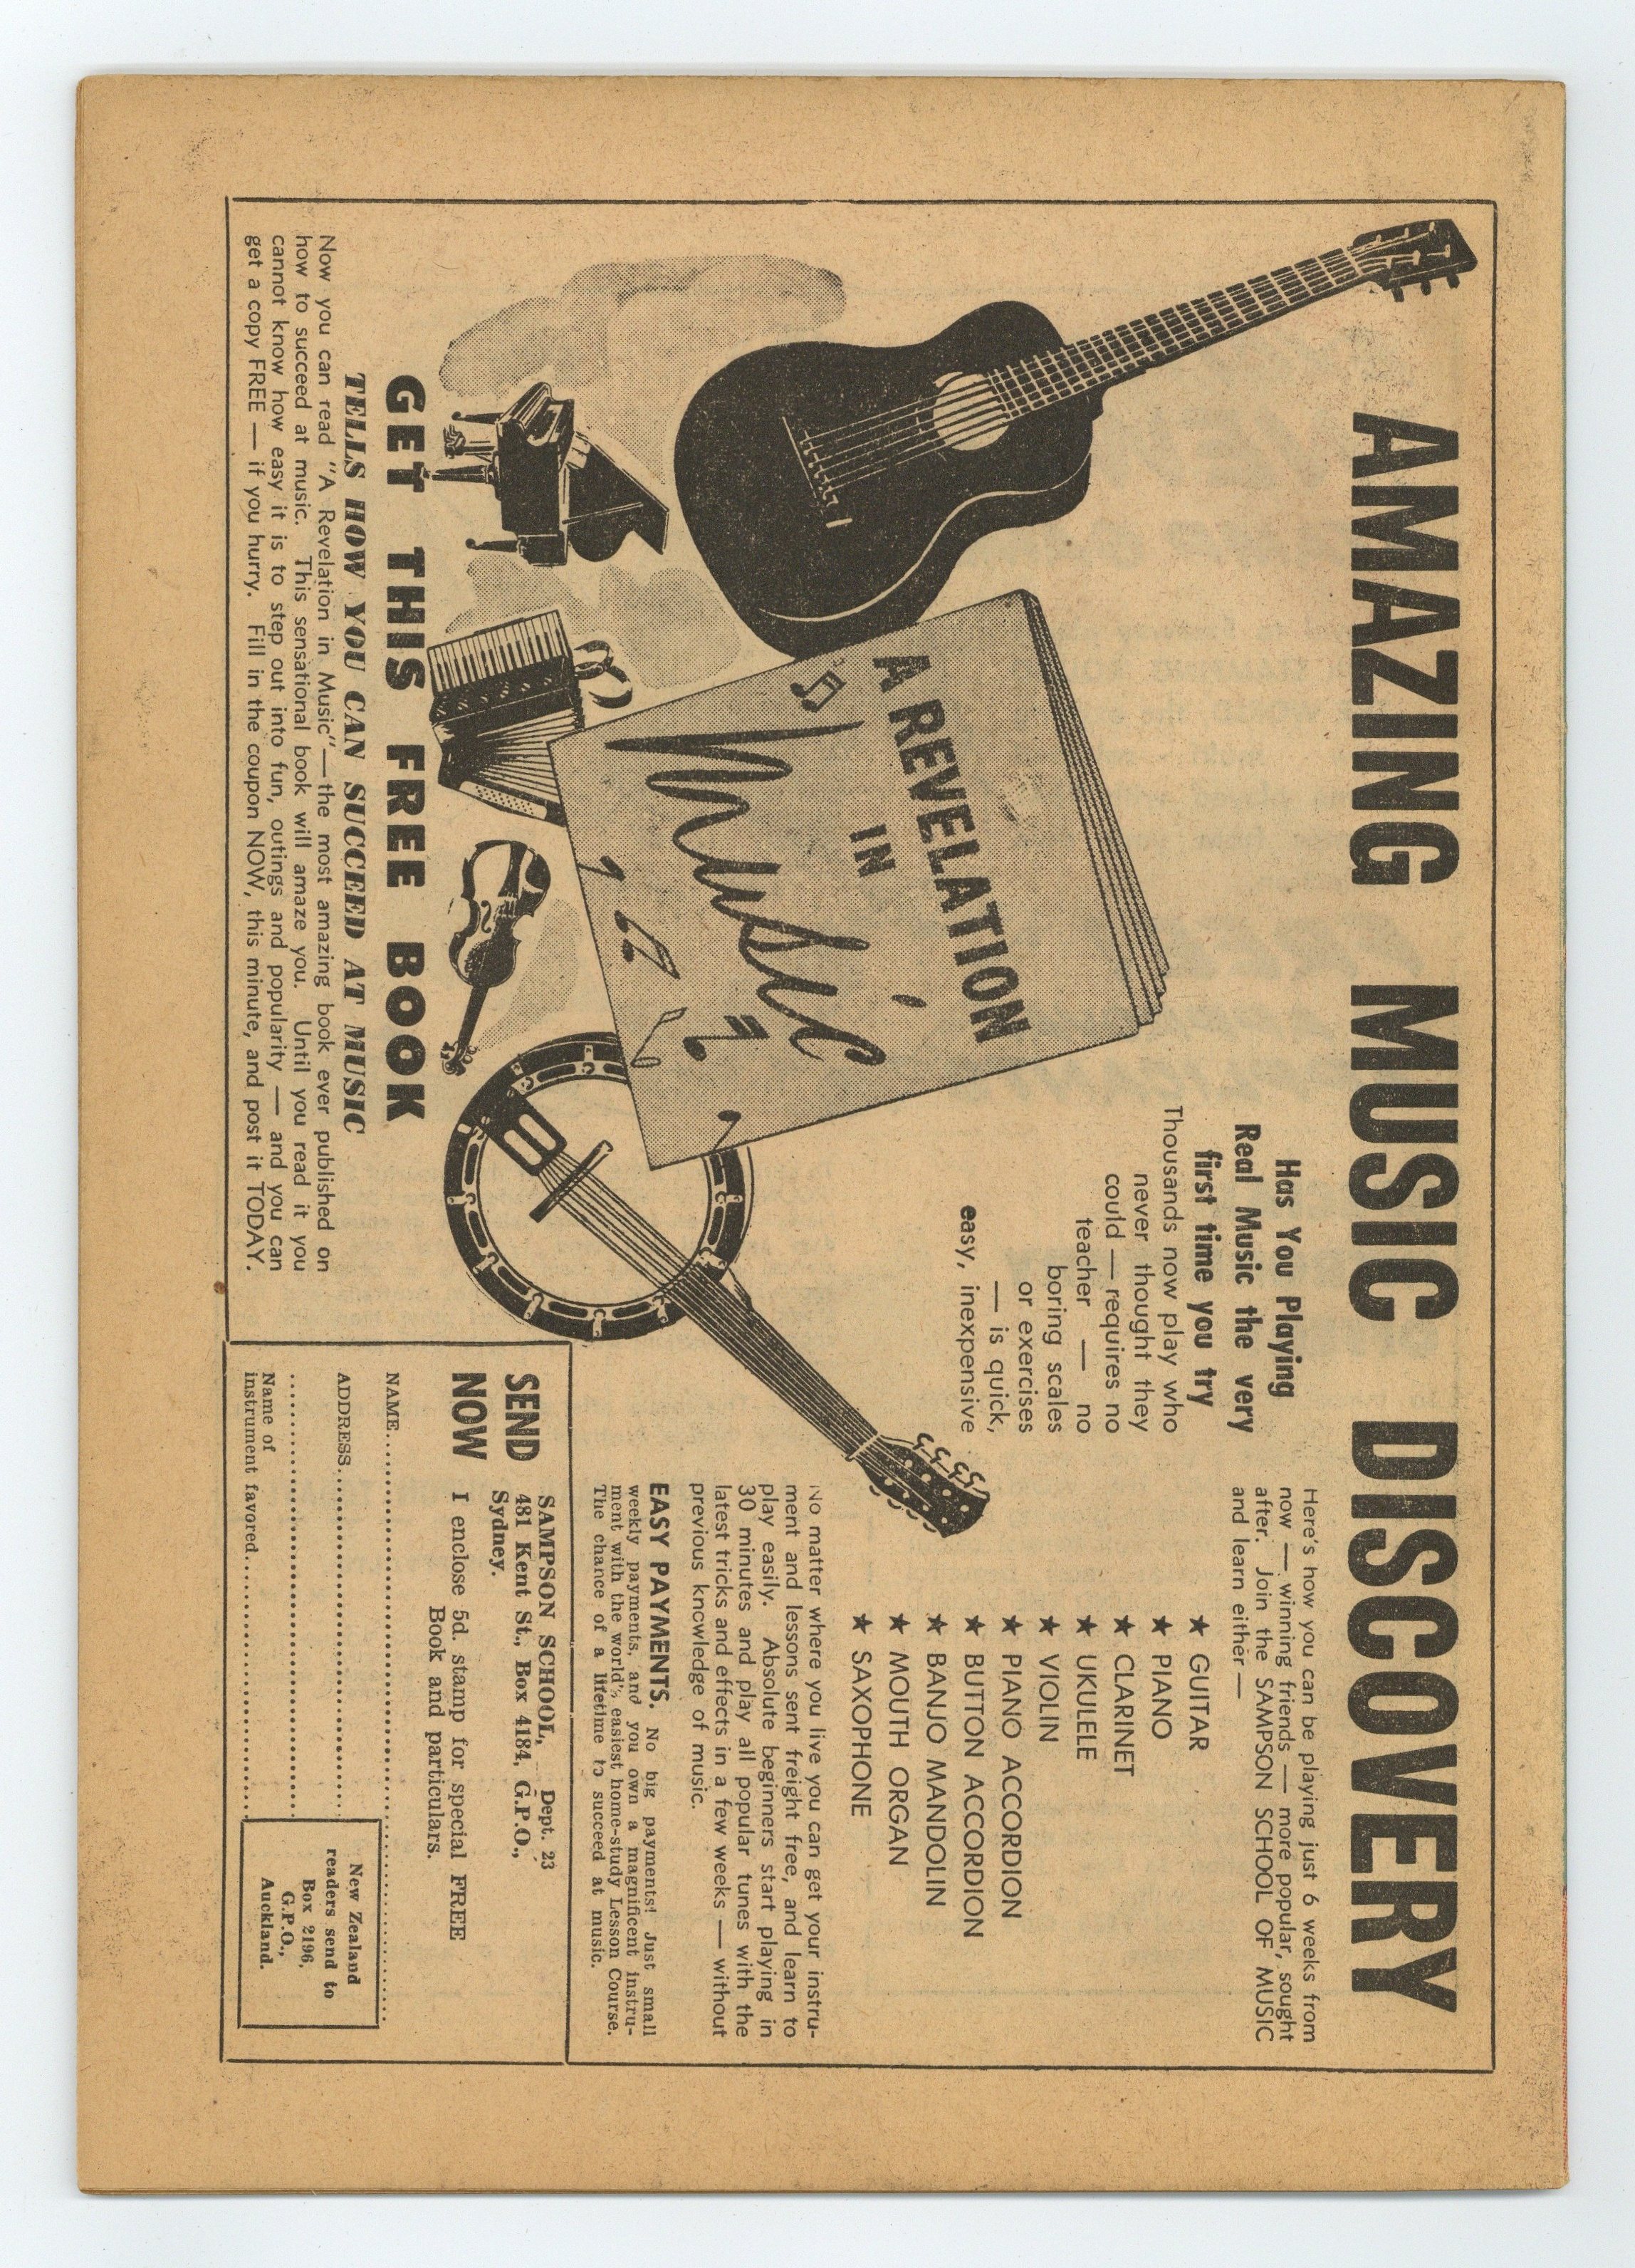 AMAZING MUSIC DISCOVERY
Has You Playing
Real Music the very
first time you try
Thousands now play who
never thought they
could — requires no
teacher — no
boring scales
or exercises
— is quick,
easy, inexpensive
A REVELATION
IN
Music
Here's how you can be playing just 6 weeks from
now — winning friends — more popular, sought
after. Join the SAMPSON SCHOOL OF MUSIC
and learn either —
★ GUITAR
★ PIANO
★ CLARINET
★ UKULELE
★ VIOLIN
★ PIANO ACCORDION
★ BUTTON ACCORDION
★ BANJO MANDOLIN
★ MOUTH ORGAN
★ SAXOPHONE
No matter where you live you can get your instru-
ment and lessons sent freight free, and learn to
play easily. Absolute beginners start playing in
30 minutes and play all popular tunes with the
latest tricks and effects in a few weeks — without
previous knowledge of music.
EASY PAYMENTS. No big payments! Just small
weekly payments, and you own a magnificent instru-
ment with the world's easiest home-study Lesson Course.
The chance of a lifetime to succeed at music.
GET THIS FREE BOOK
TELLS HOW YOU CAN SUCCEED AT MUSIC
Now you can read "A Revelation in Music"—the most amazing book ever published on
how to succeed at music. This sensational book will amaze you. Until you read it you
cannot know how easy it is to step out into fun, outings and popularity — and you can
get a copy FREE — if you hurry. Fill in the coupon NOW, this minute, and post it TODAY.
SEND
NOW
SAMPSON SCHOOL, Dept. 23
481 Kent St., Box 4184, G.P.O.,
Sydney.
I enclose 5d. stamp for special FREE
Book and particulars.
NAME
ADDRESS
Name of
instrument favored
New Zealand
readers send to
Box 2196,
G.P.O.,
Auckland.